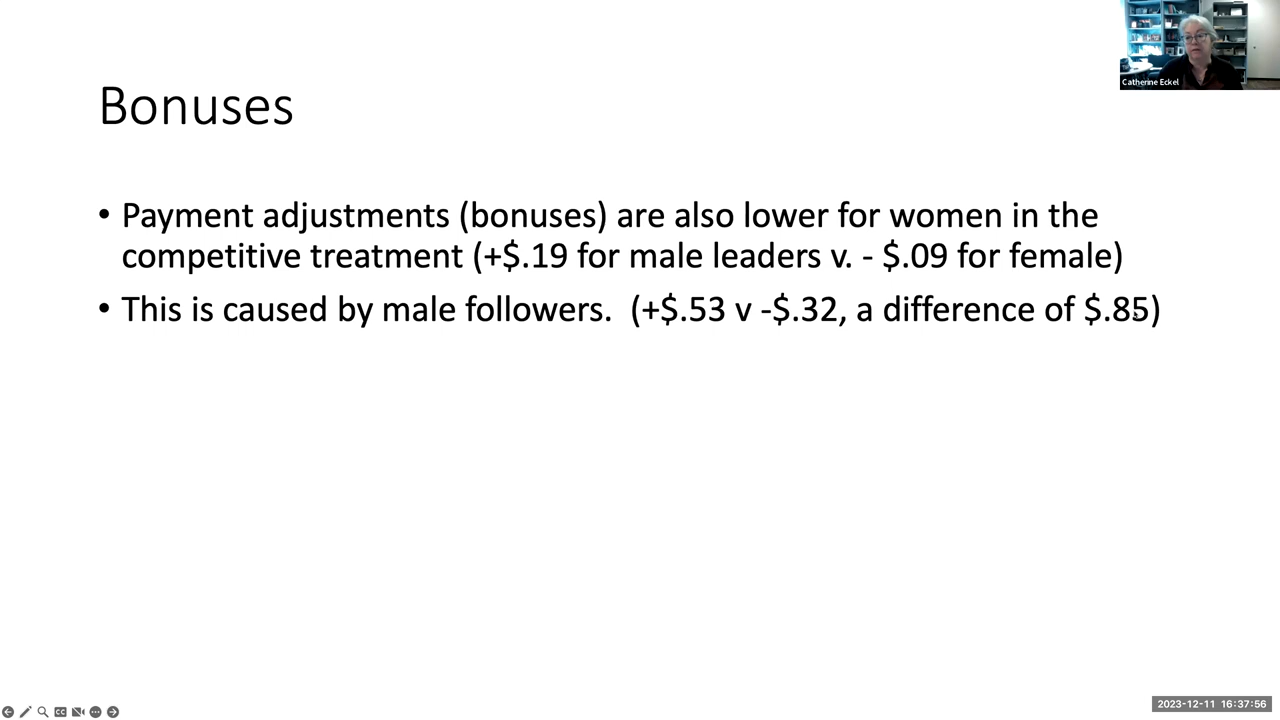 Catherine Eckel
Bonuses
• Payment adjustments (bonuses) are also lower for women in the
competitive treatment (+$.19 for male leaders v. - $.09 for female)
• This is caused by male followers.  (+$.53 v -$.32, a difference of $.85)
2023-12-11 16:37:56